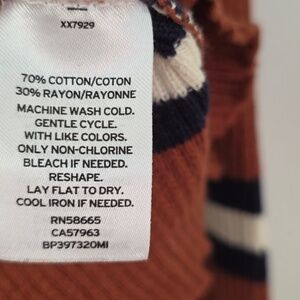 XX7929
70% COTTON/COTON
30% RAYON/RAYONNE
MACHINE WASH COLD.
GENTLE CYCLE.
WITH LIKE COLORS.
ONLY NON-CHLORINE
BLEACH IF NEEDED.
RESHAPE.
LAY FLAT TO DRY.
COOL IRON IF NEEDED.
RN58665
CA57963
BP397320MI